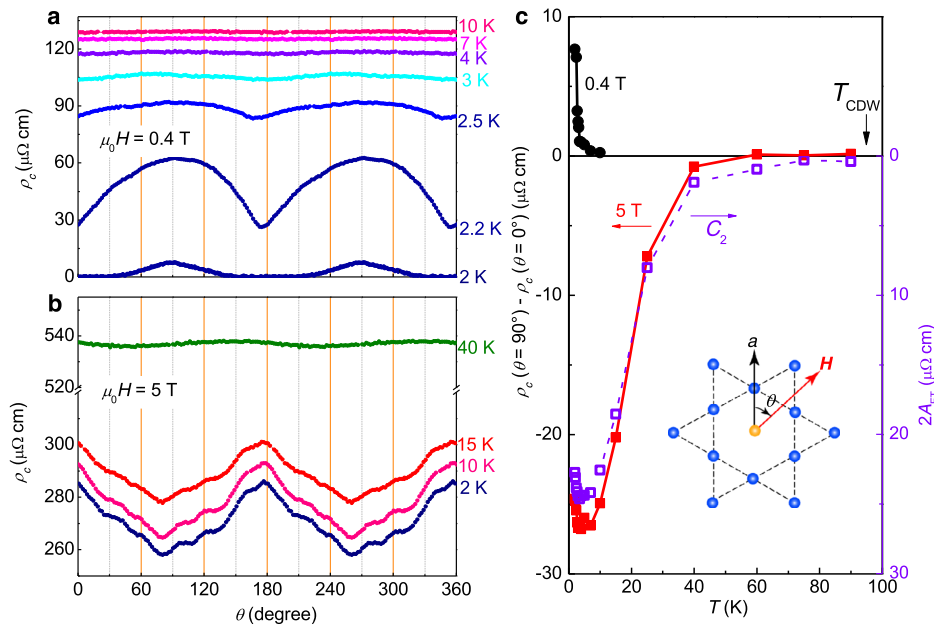 a
120
90
60
30
0
ρc (μΩ cm)
μ0H = 0.4 T
10 K
7 K
4 K
3 K
2.5 K
2.2 K
2 K
b
540
520
300
280
260
ρc (μΩ cm)
μ0H = 5 T
40 K
15 K
10 K
2 K
0 60 120 180 240 300 360
θ (degree)
c
10
0
-10
-20
-30
ρc (θ = 90°) - ρc (θ = 0°) (μΩ cm)
0.4 T
TCDW
5 T
C2
a
H
θ
0
10
20
30
(μΩ cm)
0 20 40 60 80 100
T (K)